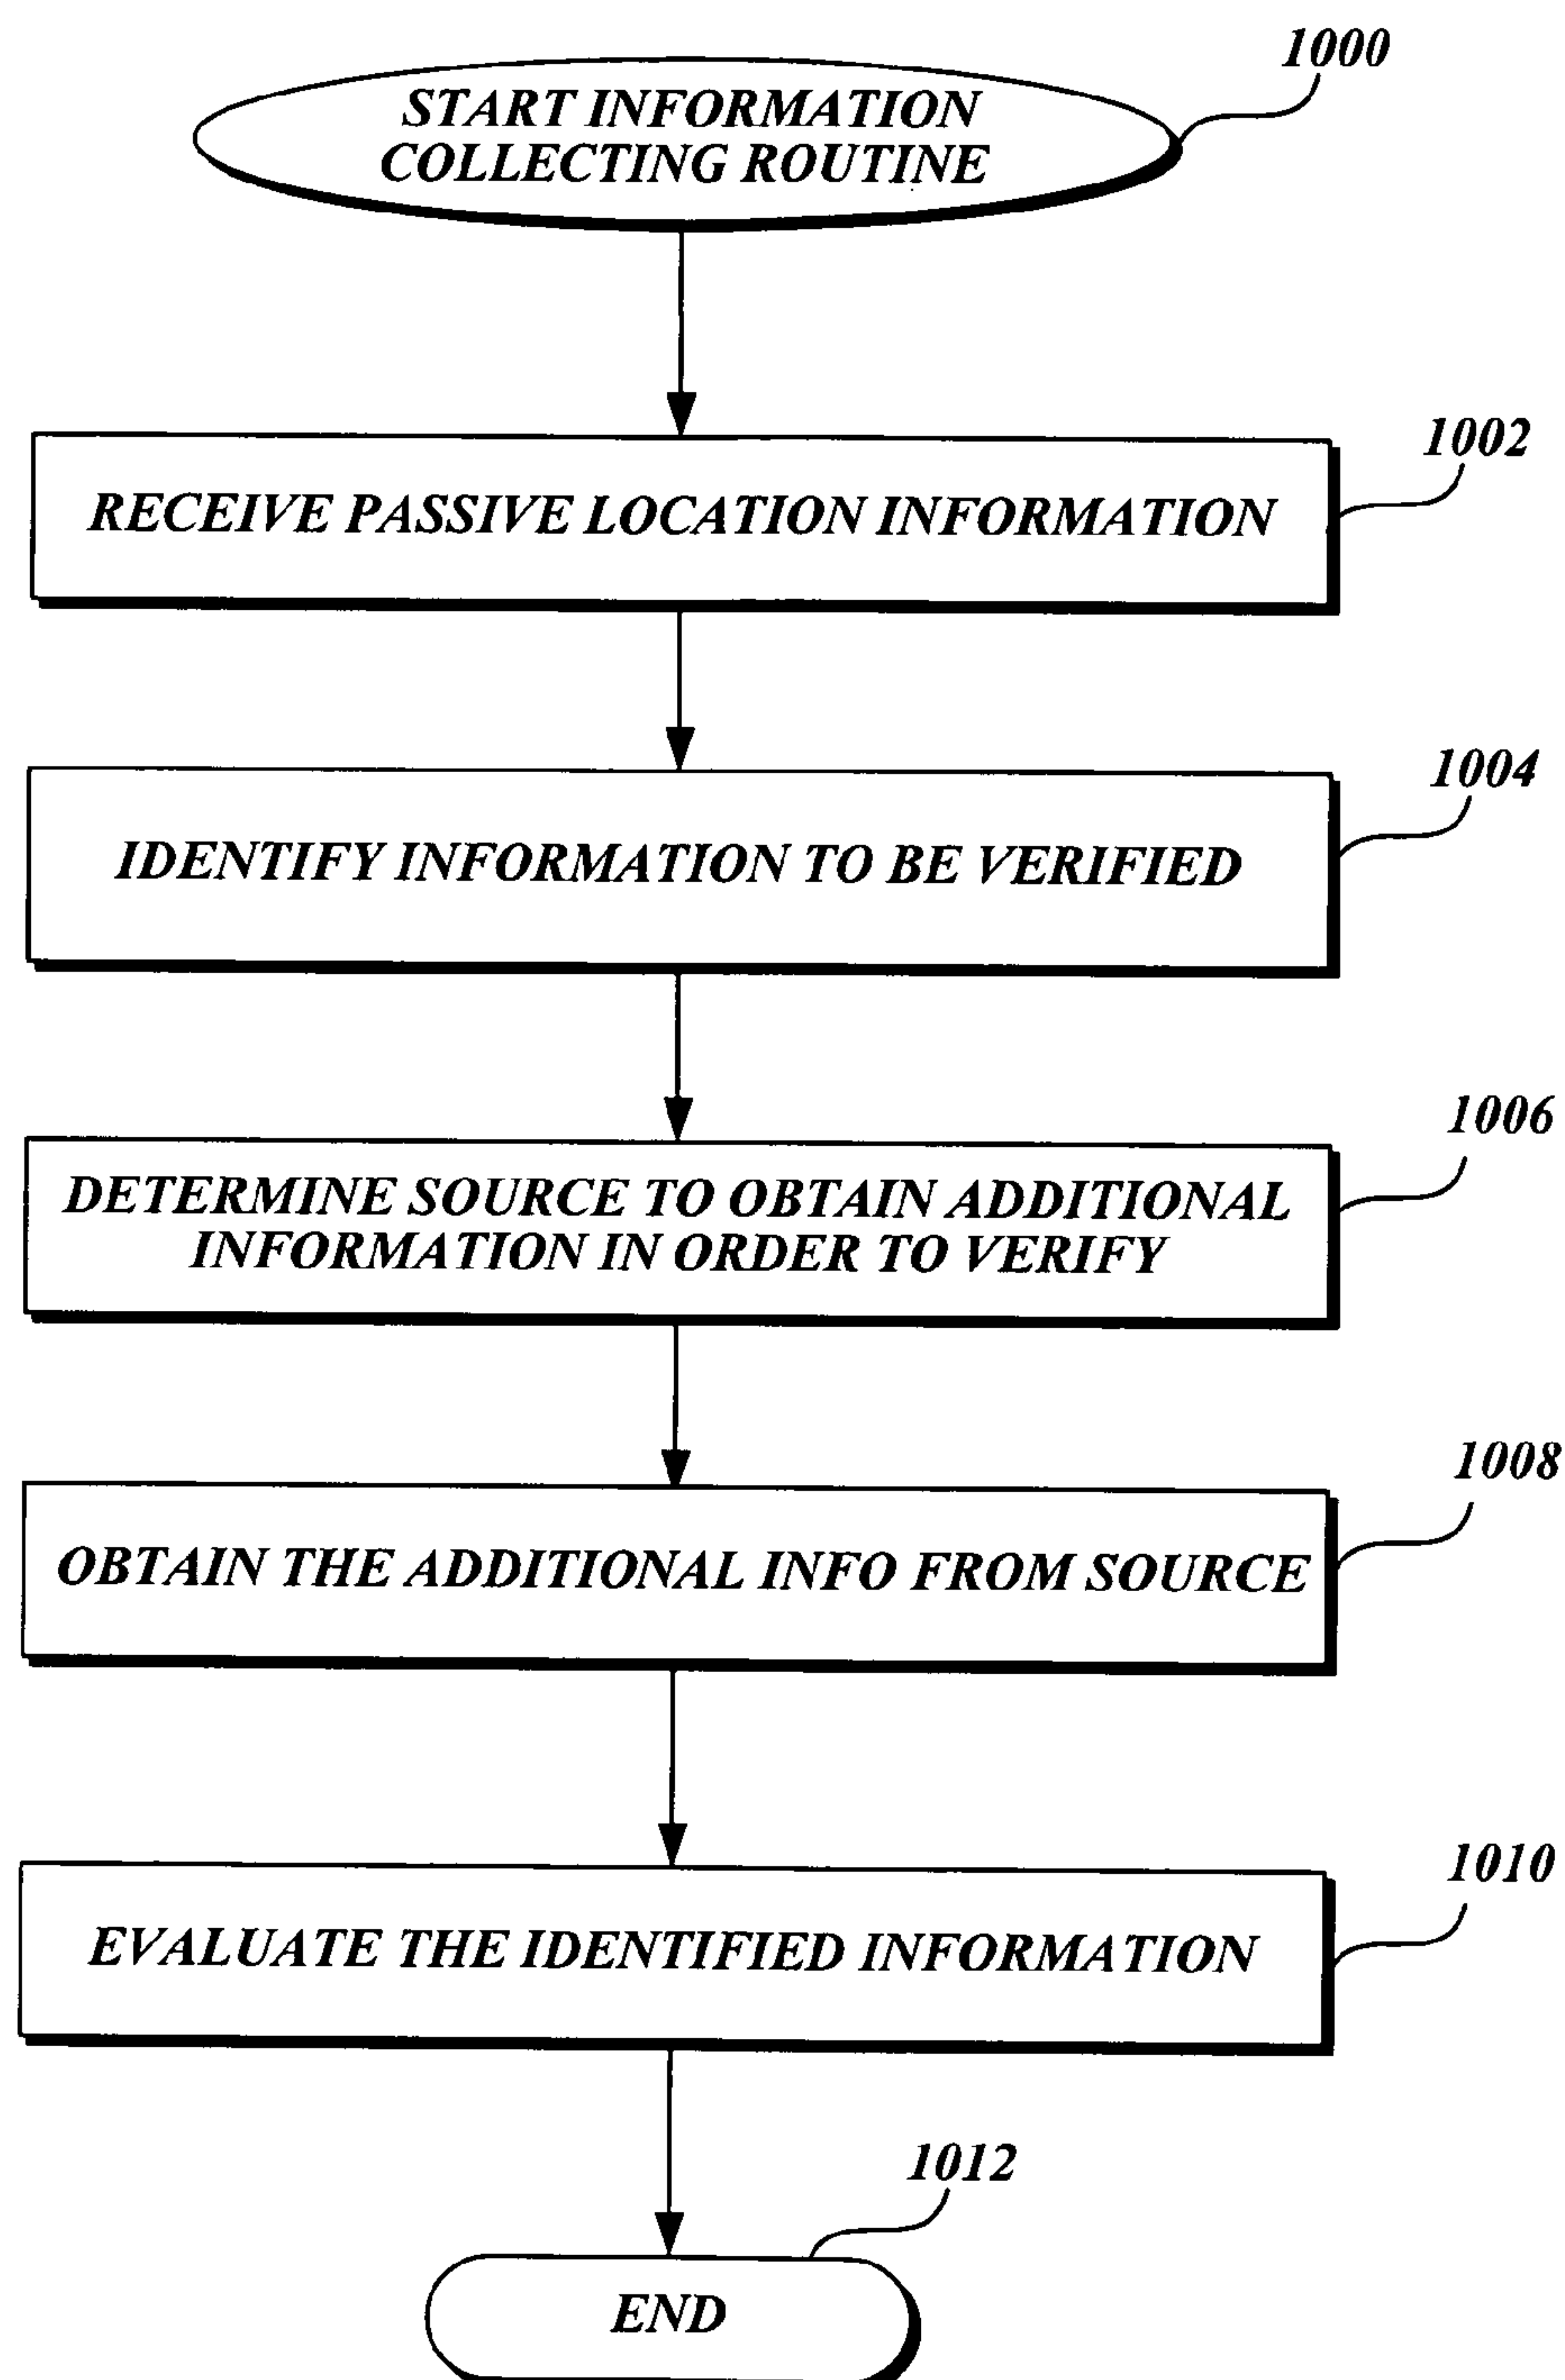 1000
START INFORMATION
COLLECTING ROUTINE
1002
RECEIVE PASSIVE LOCATION INFORMATION
1004
IDENTIFY INFORMATION TO BE VERIFIED
1006
DETERMINE SOURCE TO OBTAIN ADDITIONAL
INFORMATION IN ORDER TO VERIFY
1008
OBTAIN THE ADDITIONAL INFO FROM SOURCE
1010
EVALUATE THE IDENTIFIED INFORMATION
1012
END